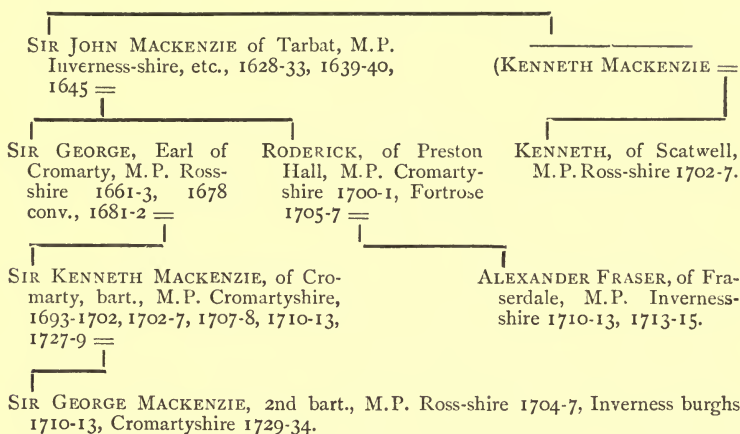 SIR JOHN MACKENZIE of Tarbat, M.P.
Inverness-shire, etc., 1628-33, 1639-40,
1645 =
(KENNETH MACKENZIE =
SIR GEORGE, Earl of
Cromarty, M.P. Ross-
shire 1661-3, 1678
conv., 1681-2 =
RODERICK, of Preston
Hall, M.P. Cromarty-
shire 1700-1, Fortrose
1705-7 =
KENNETH, of Scatwell,
M.P. Ross-shire 1702-7.
SIR KENNETH MACKENZIE, of Cro-
marty, bart., M.P. Cromartyshire,
1693-1702, 1702-7, 1707-8, 1710-13,
1727-9 =
ALEXANDER FRASER, of Fra-
serdale, M.P. Inverness-
shire 1710-13, 1713-15.
SIR GEORGE MACKENZIE, 2nd bart., M.P. Ross-shire 1704-7, Inverness burghs
1710-13, Cromartyshire 1729-34.